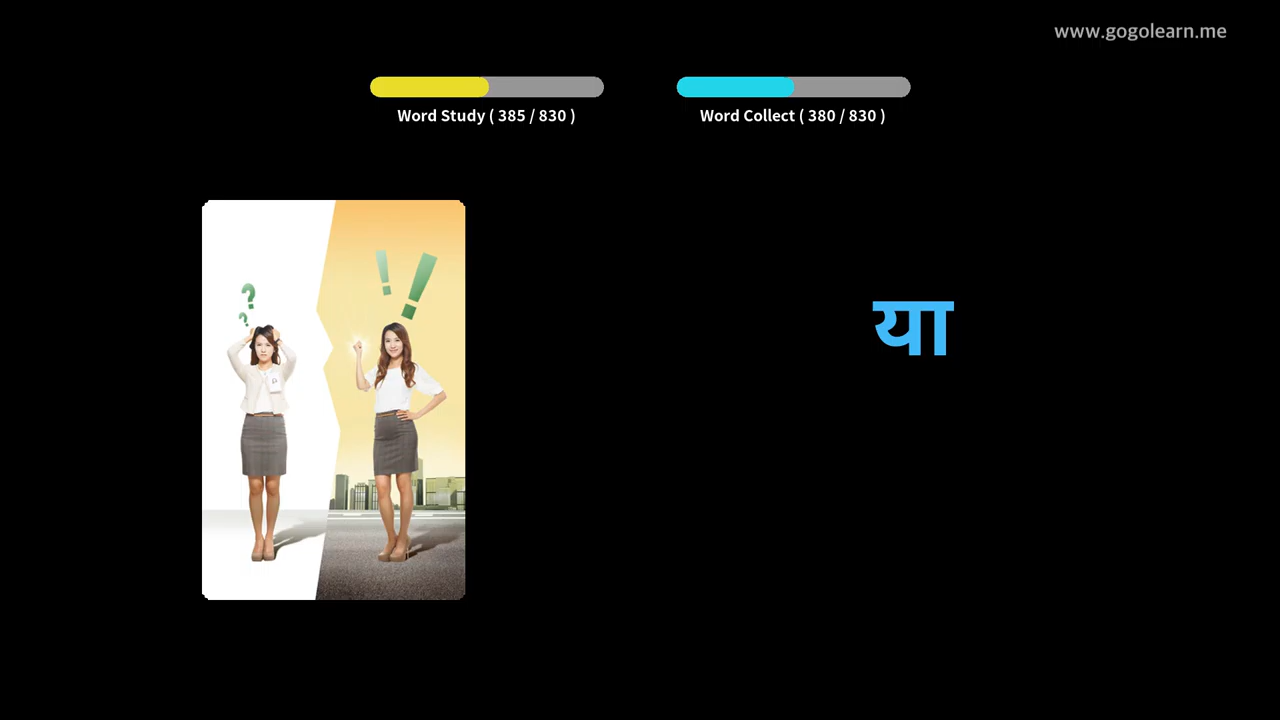 www.gogolearn.me
Word Study ( 385 / 830 )
Word Collect ( 380 / 830 )
? ? ! !
या